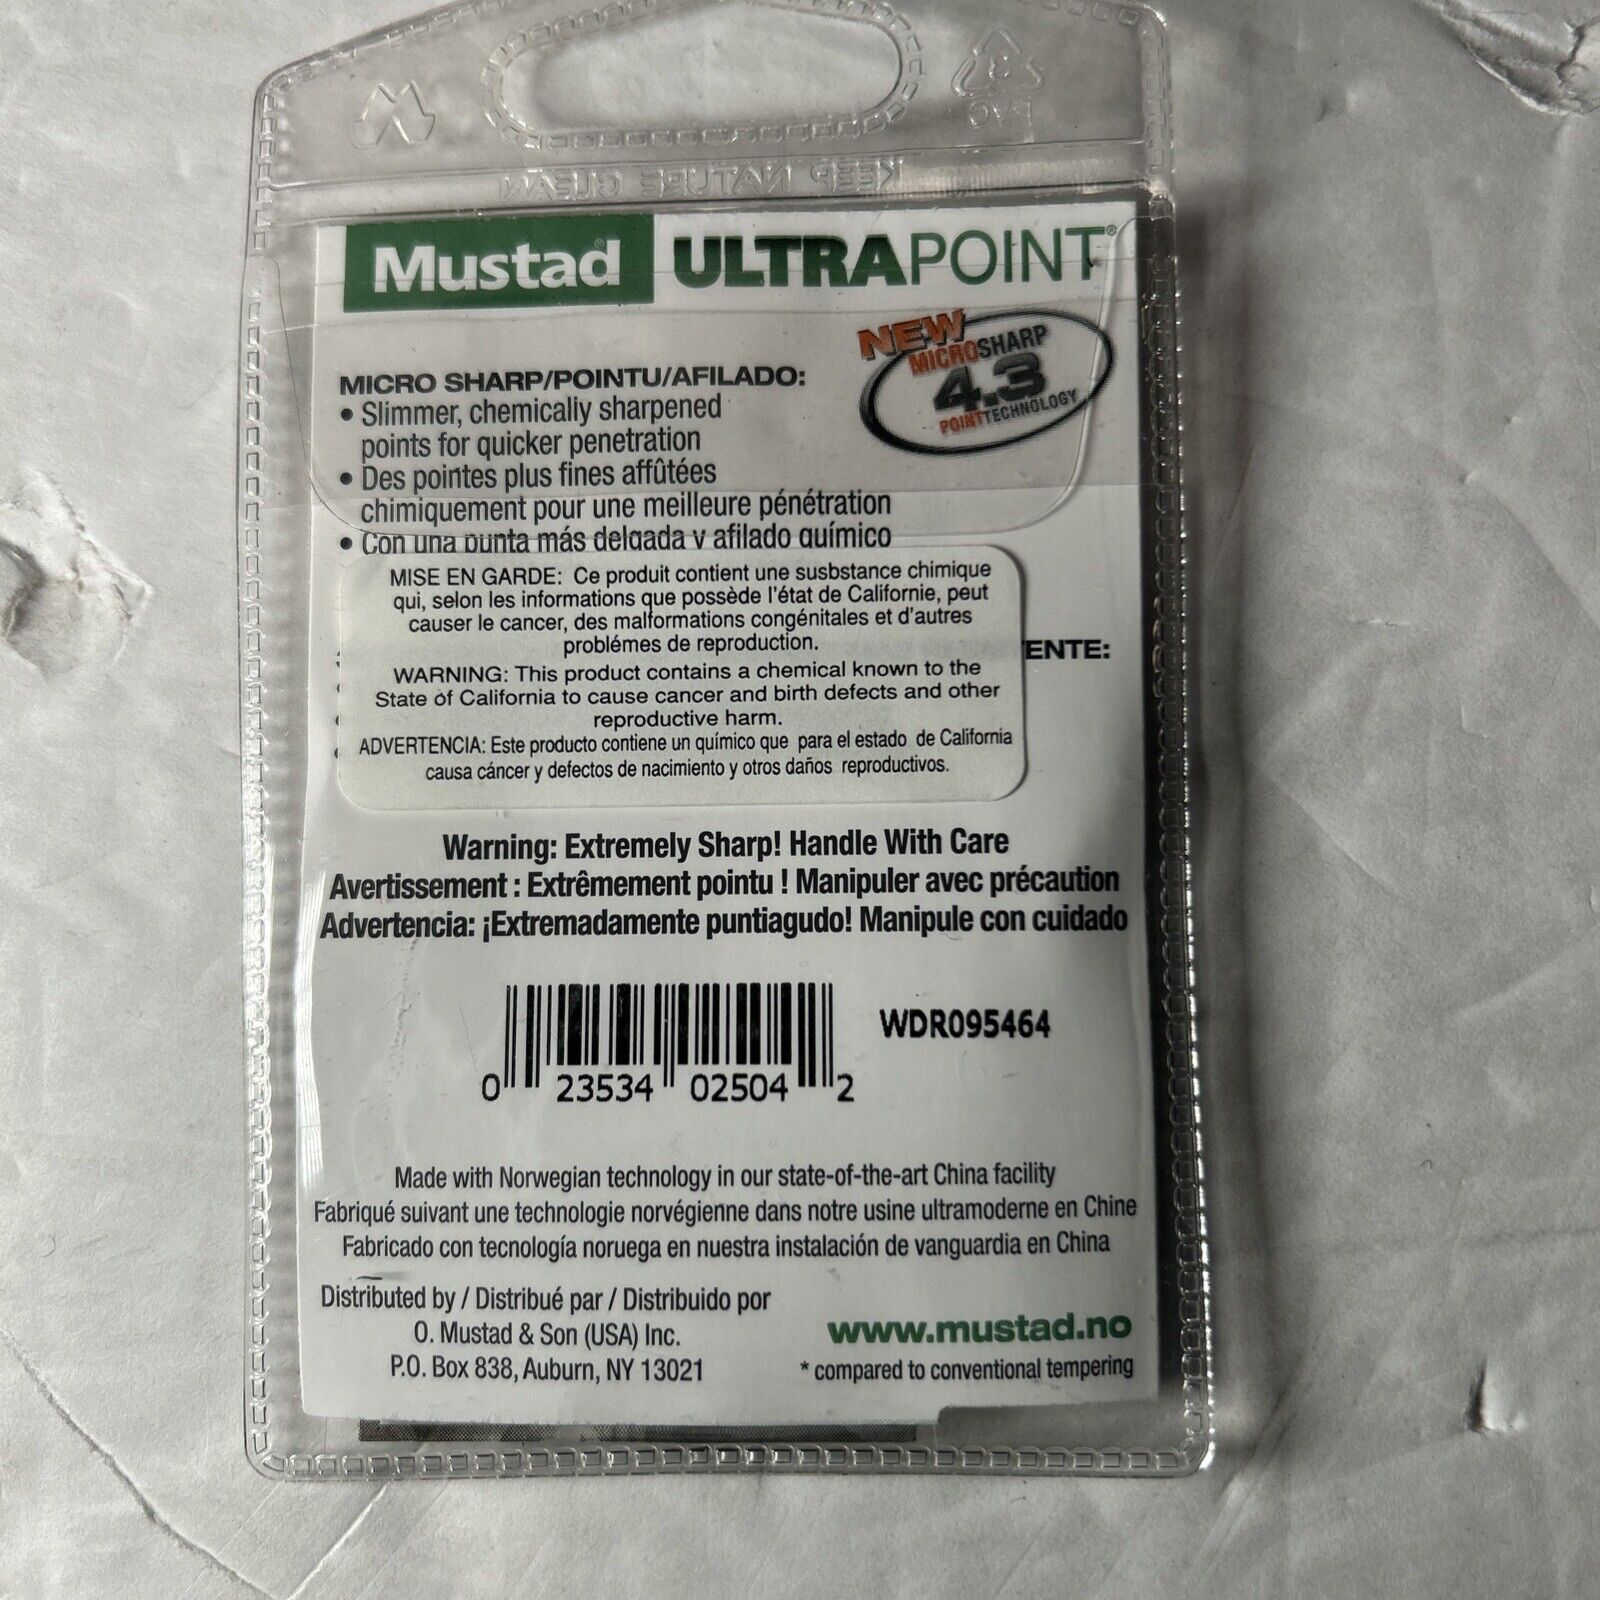 KEEP NATURE CLEAN
Mustad® ULTRAPOINT®
NEW
MICROSHARP
4.3
POINTTECHNOLOGY
MICRO SHARP/POINTU/AFILADO:
• Slimmer, chemically sharpened
points for quicker penetration
• Des pointes plus fines affûtées
chimiquement pour une meilleure pénétration
• Con una punta más delgada y afilado químico
MISE EN GARDE: Ce produit contient une susbstance chimique
qui, selon les informations que possède l'état de Californie, peut
causer le cancer, des malformations congénitales et d'autres
problémes de reproduction.
ENTE:
WARNING: This product contains a chemical known to the
State of California to cause cancer and birth defects and other
reproductive harm.
ADVERTENCIA: Este producto contiene un químico que para el estado de California
causa cáncer y defectos de nacimiento y otros daños reproductivos.
Warning: Extremely Sharp! Handle With Care
Avertissement : Extrêmement pointu ! Manipuler avec précaution
Advertencia: ¡Extremadamente puntiagudo! Manipule con cuidado
WDR095464
0 23534 02504 2
Made with Norwegian technology in our state-of-the-art China facility
Fabriqué suivant une technologie norvégienne dans notre usine ultramoderne en Chine
Fabricado con tecnología noruega en nuestra instalación de vanguardia en China
Distributed by / Distribué par / Distribuido por
O. Mustad & Son (USA) Inc.
P.O. Box 838, Auburn, NY 13021
www.mustad.no
* compared to conventional tempering